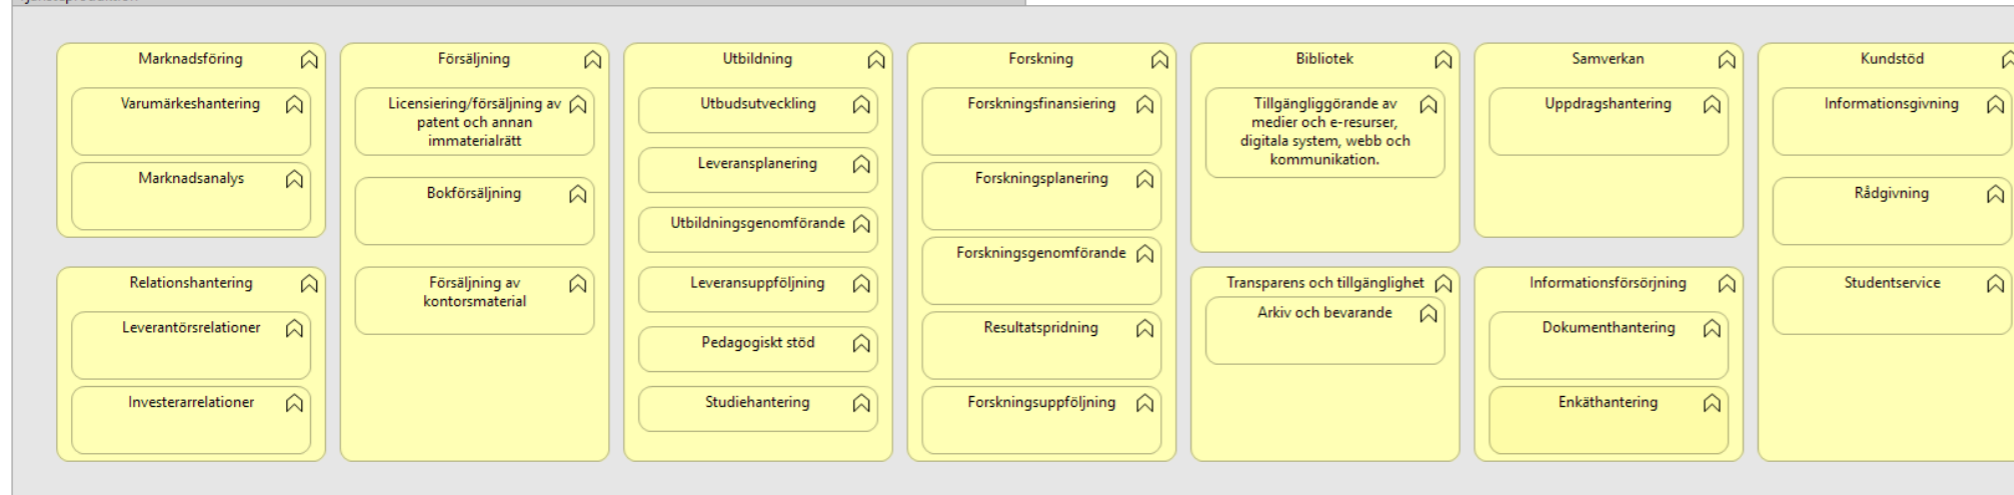 Marknadsföring
Varumärkeshantering
Marknadsanalys
Relationshantering
Leverantörsrelationer
Investerarrelationer
Försäljning
Licensiering/försäljning av
patent och annan
immaterialrätt
Bokförsäljning
Försäljning av
kontorsmaterial
Utbildning
Utbudsutveckling
Leveransplanering
Utbildningsgenomförande
Leveransuppföljning
Pedagogiskt stöd
Studiehantering
Forskning
Forskningsfinansiering
Forskningsplanering
Forskningsgenomförande
Resultatspridning
Forskningsuppföljning
Bibliotek
Tillgängliggörande av
medier och e-resurser,
digitala system, webb och
kommunikation.
Transparens och tillgänglighet
Arkiv och bevarande
Samverkan
Uppdragshantering
Informationsförsörjning
Dokumenthantering
Enkäthantering
Kundstöd
Informationsgivning
Rådgivning
Studentservice